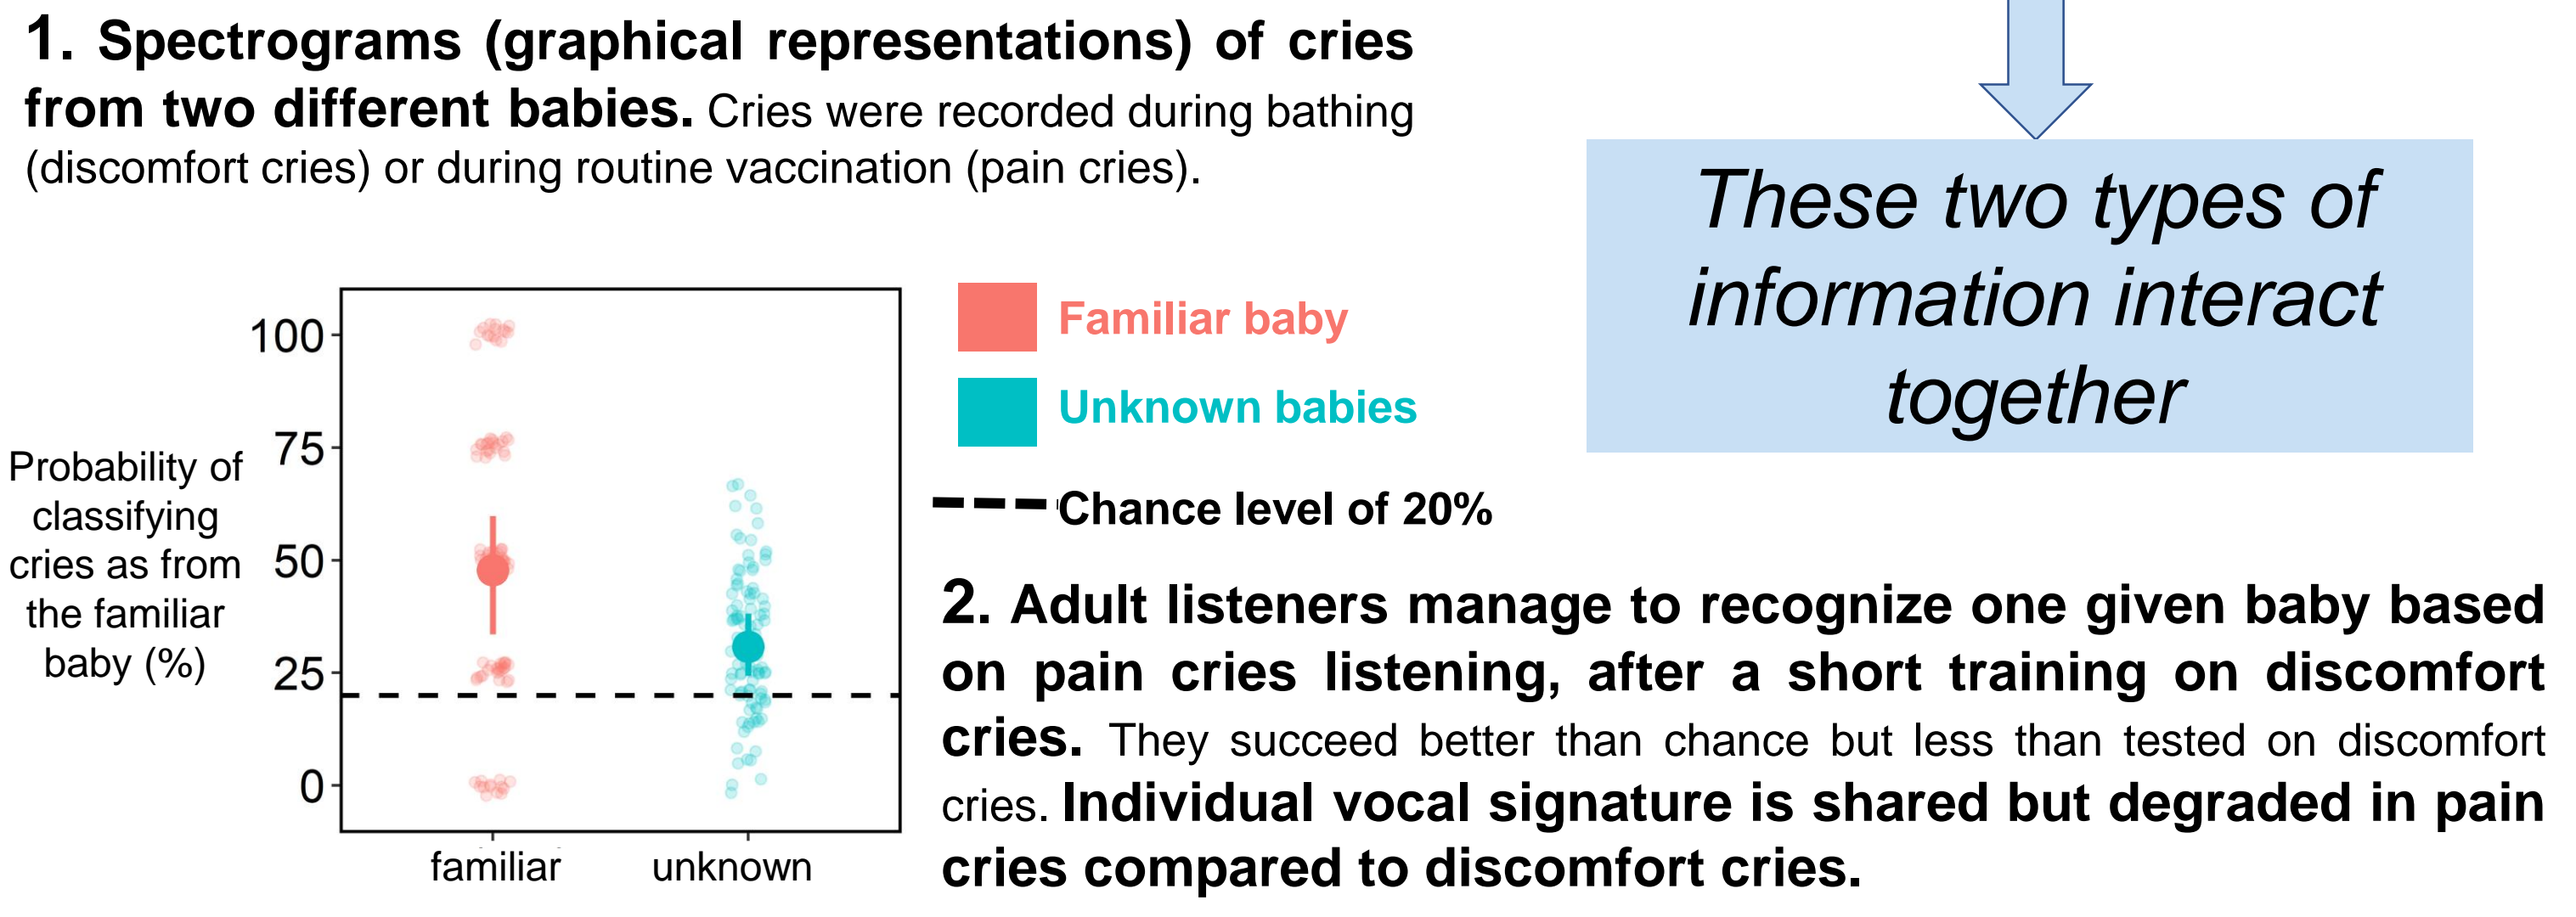 1. Spectrograms (graphical representations) of cries
from two different babies. Cries were recorded during bathing
(discomfort cries) or during routine vaccination (pain cries).
These two types of
information interact
together
Probability of
classifying
cries as from
the familiar
baby (%)
100
75
50
25
0
familiar
unknown
Familiar baby
Unknown babies
Chance level of 20%
2. Adult listeners manage to recognize one given baby based
on pain cries listening, after a short training on discomfort
cries. They succeed better than chance but less than tested on discomfort
cries. Individual vocal signature is shared but degraded in pain
cries compared to discomfort cries.